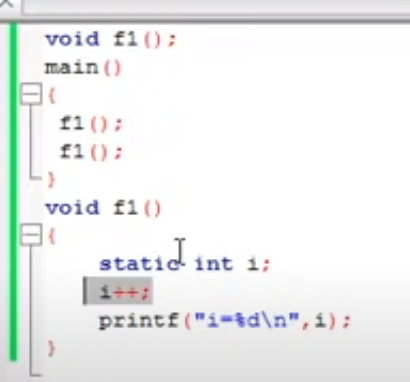 void f1();
main()
{
f1();
f1();
}
void f1()
{
static int i;
i++;
printf("i=%d\n",i);
}